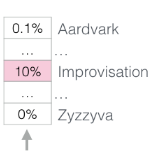 0.1% Aardvark
... ...
10% Improvisation
... ...
0% Zyzzyva